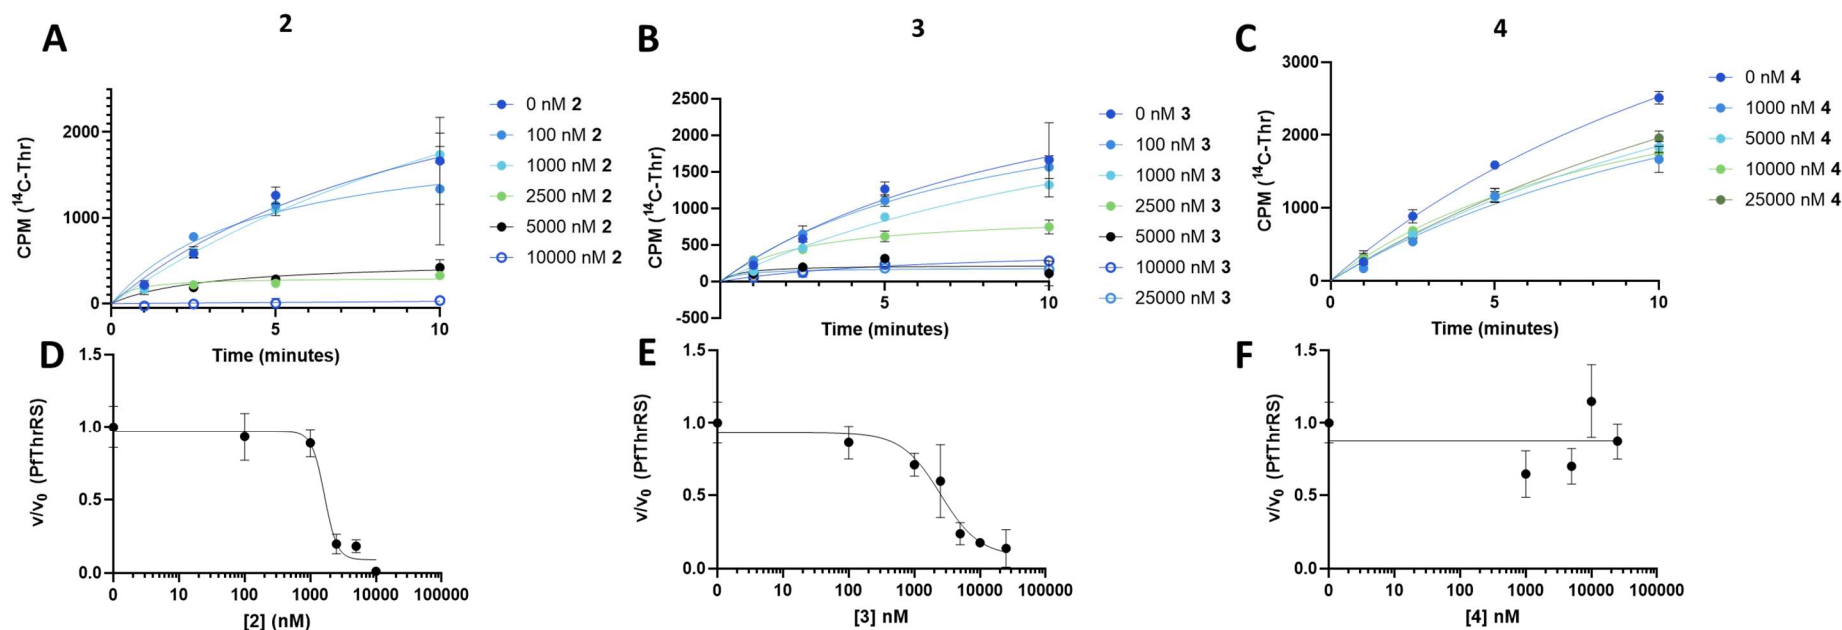 A
2
CPM (¹⁴C-Thr)
2000
1000
0
0
5
10
Time (minutes)
0 nM 2
100 nM 2
1000 nM 2
2500 nM 2
5000 nM 2
10000 nM 2
B
3
CPM (¹⁴C-Thr)
2500
2000
1500
1000
500
0
-500
5
10
Time (minutes)
0 nM 3
100 nM 3
1000 nM 3
2500 nM 3
5000 nM 3
10000 nM 3
25000 nM 3
C
4
CPM (¹⁴C-Thr)
3000
2000
1000
0
0
5
10
Time (minutes)
0 nM 4
1000 nM 4
5000 nM 4
10000 nM 4
25000 nM 4
D
v/v₀ (PfThrRS)
1.5
1.0
0.5
0.0
0
10
100
1000
10000
100000
[2] (nM)
E
v/v₀ (PfThrRS)
1.5
1.0
0.5
0.0
0
10
100
1000
10000
100000
[3] nM
F
v/v₀ (PfThrRS)
1.5
1.0
0.5
0.0
0
10
100
1000
10000
100000
[4] nM